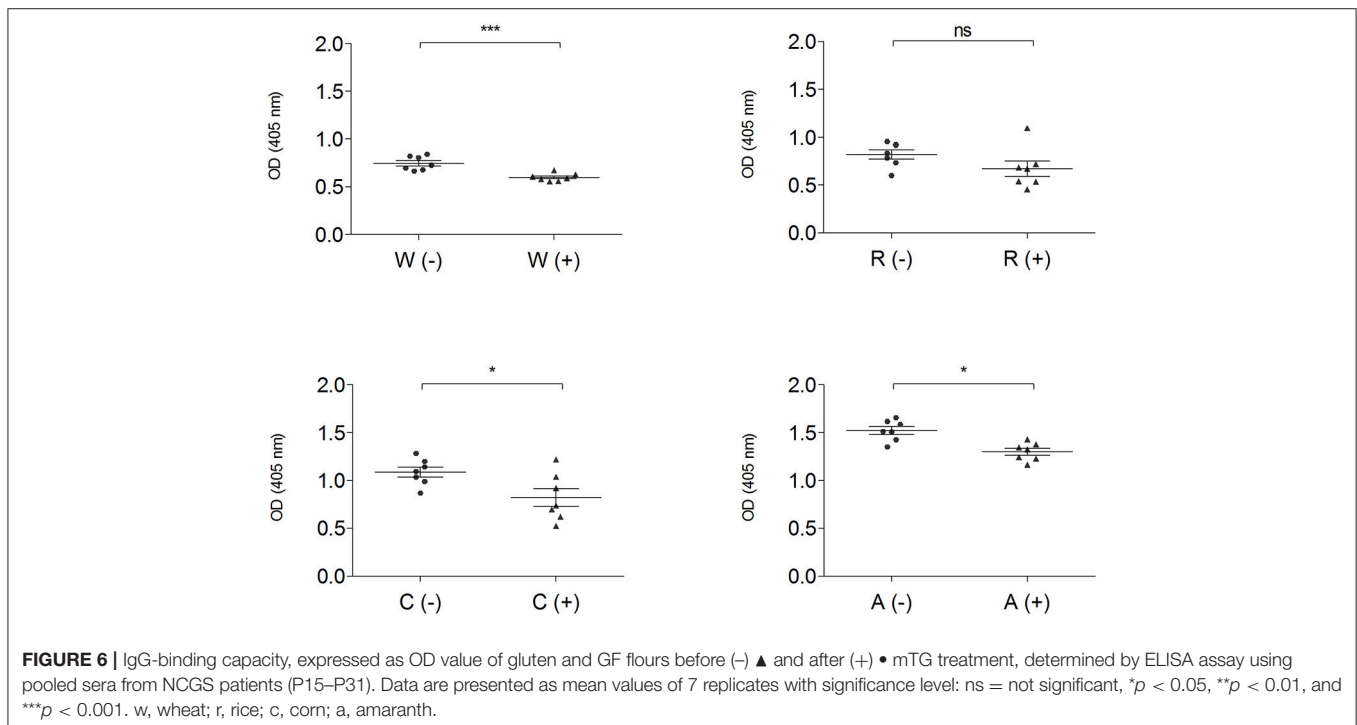 ***
2.0
1.5
1.0
0.5
0.0
OD (405 nm)
W (-) W (+)
ns
2.0
1.5
1.0
0.5
0.0
OD (405 nm)
R (-) R (+)
*
2.0
1.5
1.0
0.5
0.0
OD (405 nm)
C (-) C (+)
*
2.0
1.5
1.0
0.5
0.0
OD (405 nm)
A (-) A (+)
FIGURE 6 | IgG-binding capacity, expressed as OD value of gluten and GF flours before (–) ▲ and after (+) • mTG treatment, determined by ELISA assay using
pooled sera from NCGS patients (P15–P31). Data are presented as mean values of 7 replicates with significance level: ns = not significant, *p < 0.05, **p < 0.01, and
***p < 0.001. w, wheat; r, rice; c, corn; a, amaranth.